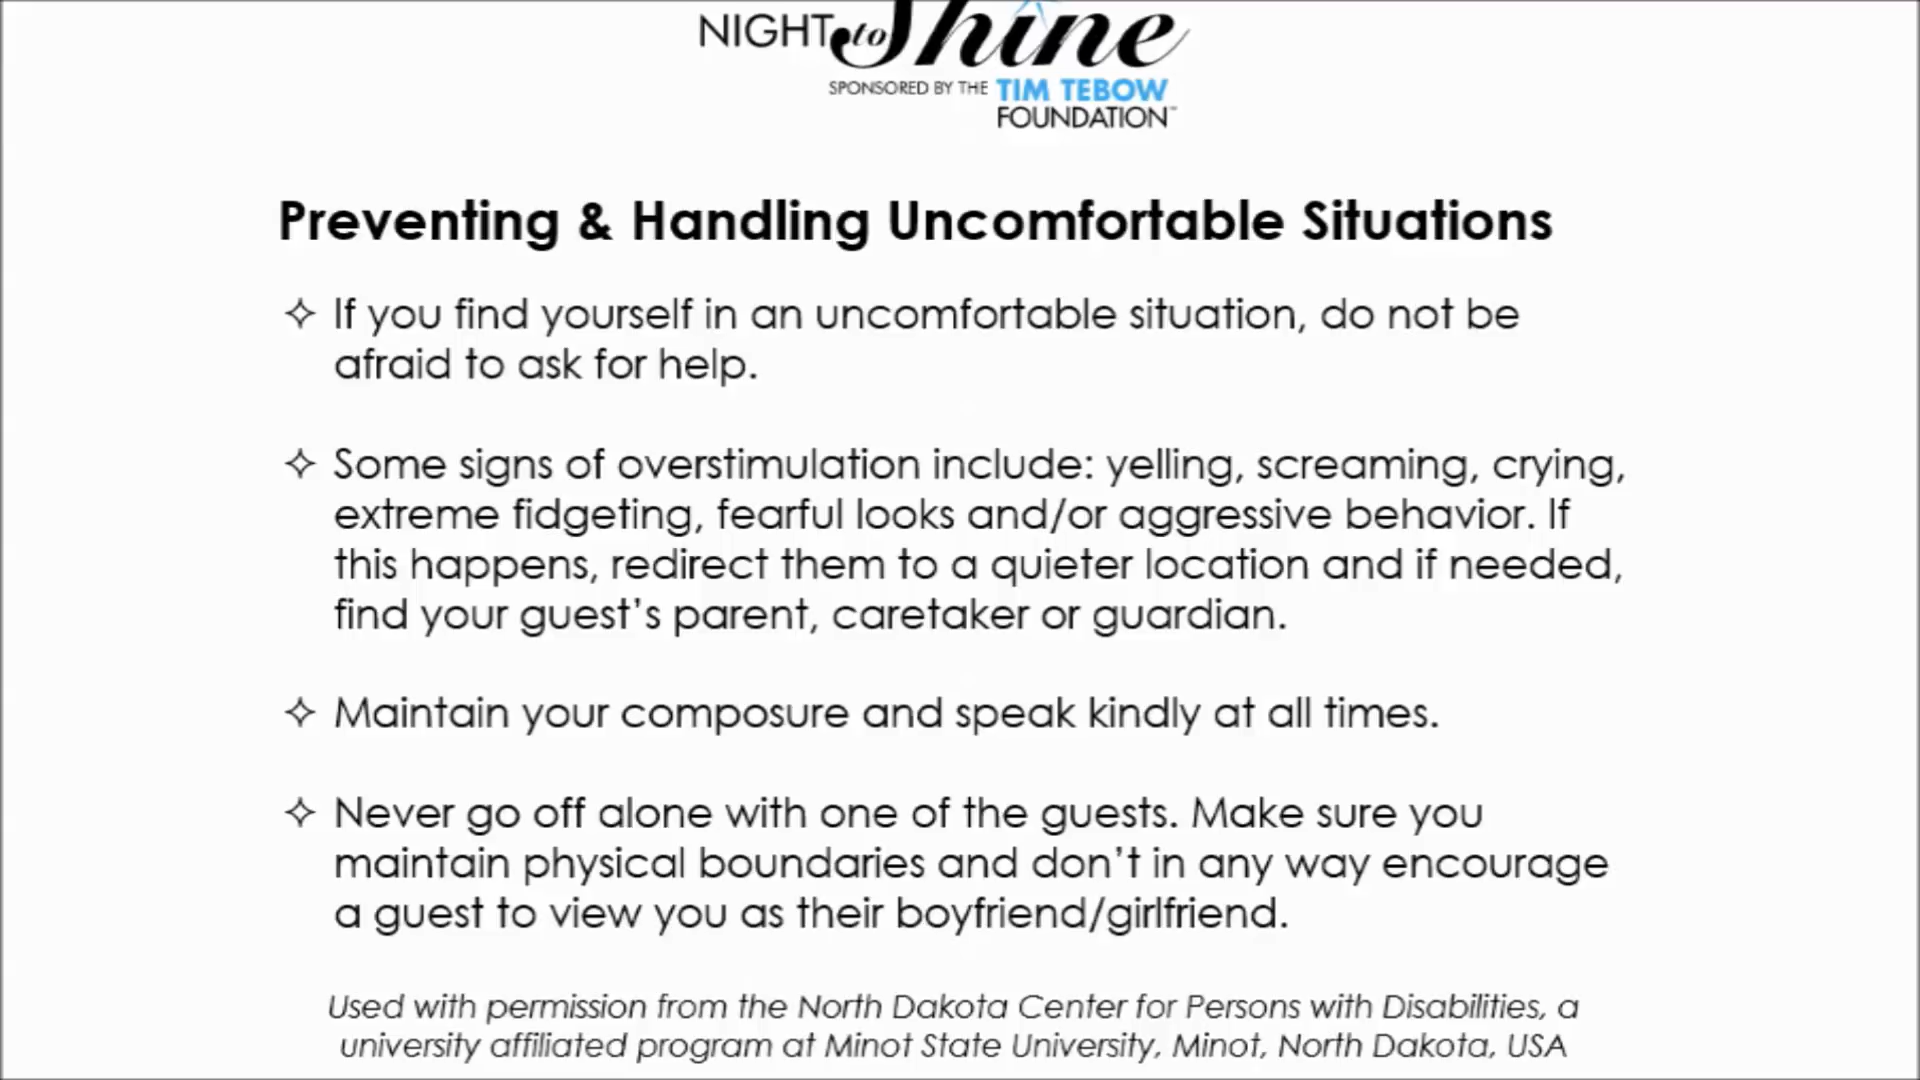 NIGHT to Shine
SPONSORED BY THE TIM TEBOW
FOUNDATION™
Preventing & Handling Uncomfortable Situations
✧ If you find yourself in an uncomfortable situation, do not be
afraid to ask for help.
✧ Some signs of overstimulation include: yelling, screaming, crying,
extreme fidgeting, fearful looks and/or aggressive behavior. If
this happens, redirect them to a quieter location and if needed,
find your guest’s parent, caretaker or guardian.
✧ Maintain your composure and speak kindly at all times.
✧ Never go off alone with one of the guests. Make sure you
maintain physical boundaries and don’t in any way encourage
a guest to view you as their boyfriend/girlfriend.
Used with permission from the North Dakota Center for Persons with Disabilities, a
university affiliated program at Minot State University, Minot, North Dakota, USA